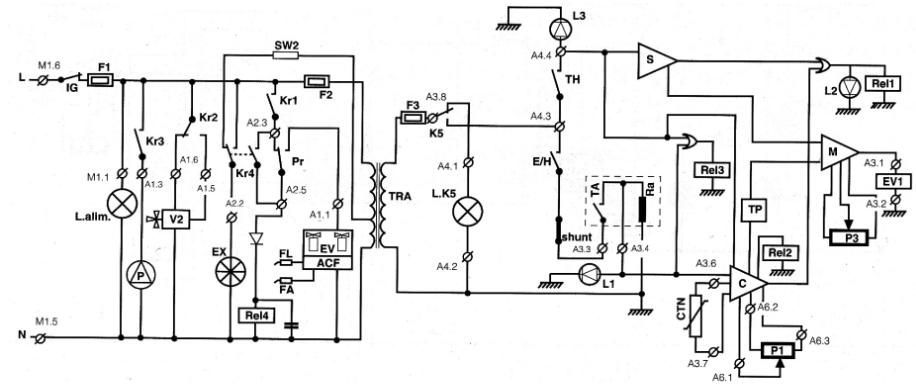 L3
SW2
A4.4
S
M1.6
F1
L
IG
F2
TH
L2
Rel1
Kr1
F3
A3.8
Kr2
A2.3
K5
A4.3
Kr3
Pr
E/H
Rel3
M
A3.1
A1.6
A4.1
Kr4
M1.1
A1.3
A1.5
A2.5
TA
Ra
EV1
A2.2
A1.1
TRA
L.K5
TP
A3.2
L.alim.
V2
shunt
P3
EV
A3.3
A3.4
Rel2
EX
FL
ACF
A4.2
A3.6
P
FA
L1
C
CTN
A6.2
Rel4
M1.5
N
A6.3
P1
A3.7
A6.1